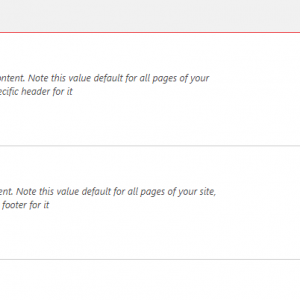 ontent. Note this value default for all pages of your
ecific header for it
ent. Note this value default for all pages of your site,
footer for it